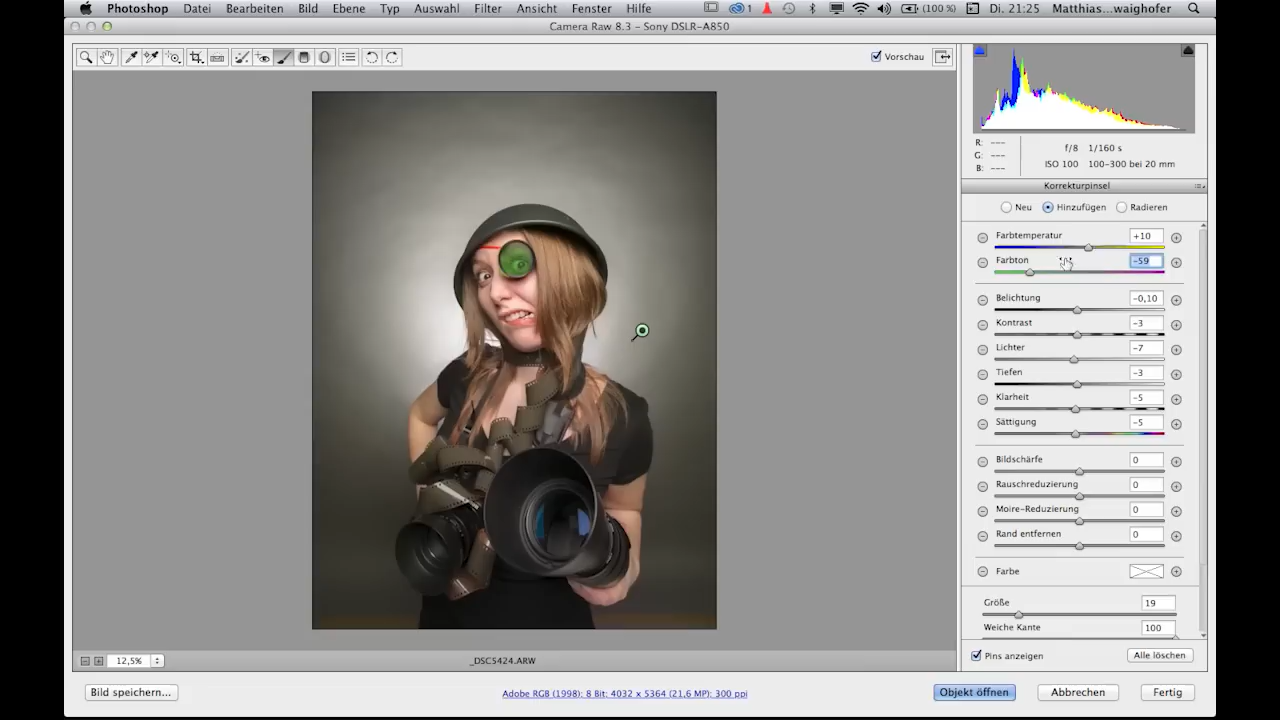 Photoshop Datei Bearbeiten Bild Ebene Typ Auswahl Filter Ansicht Fenster Hilfe 1 (100 %) Di. 21:25 Matthias...waighofer
Camera Raw 8.3 – Sony DSLR-A850
Vorschau
R: ---
G: ---
B: ---
f/8 1/160 s
ISO 100 100-300 bei 20 mm
Korrekturpinsel
Neu Hinzufügen Radieren
Farbtemperatur +10
Farbton -59
Belichtung -0,10
Kontrast -3
Lichter -7
Tiefen -3
Klarheit -5
Sättigung -5
Bildschärfe 0
Rauschreduzierung 0
Moire-Reduzierung 0
Rand entfernen 0
Farbe
Größe 19
Weiche Kante 100
Pins anzeigen Alle löschen
12,5% _DSC5424.ARW
Bild speichern... Adobe RGB (1998); 8 Bit; 4032 x 5364 (21,6 MP); 300 ppi Objekt öffnen Abbrechen Fertig